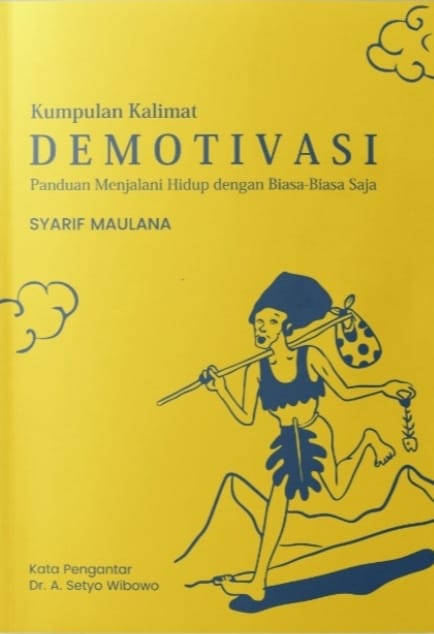 Kumpulan Kalimat
DEMOTIVASI
Panduan Menjalani Hidup dengan Biasa-Biasa Saja
SYARIF MAULANA
Kata Pengantar
Dr. A. Setyo Wibowo